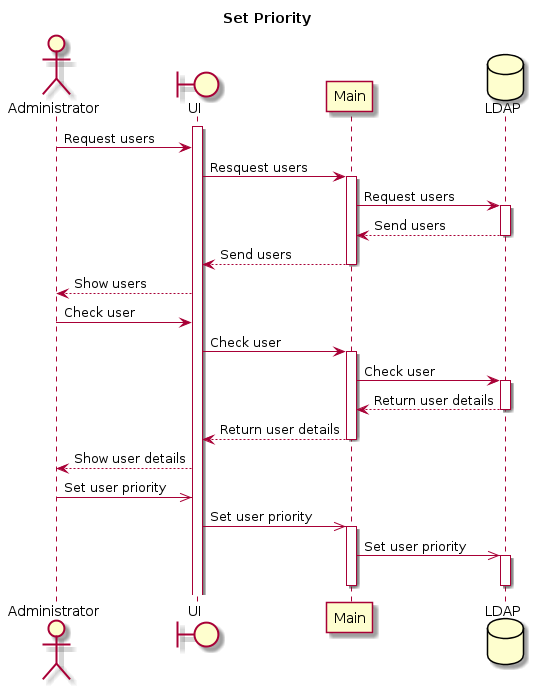 Set Priority
Administrator
UI
Main
LDAP
Request users
Resquest users
Request users
Send users
Send users
Show users
Check user
Check user
Check user
Return user details
Return user details
Show user details
Set user priority
Set user priority
Set user priority
Administrator
UI
Main
LDAP